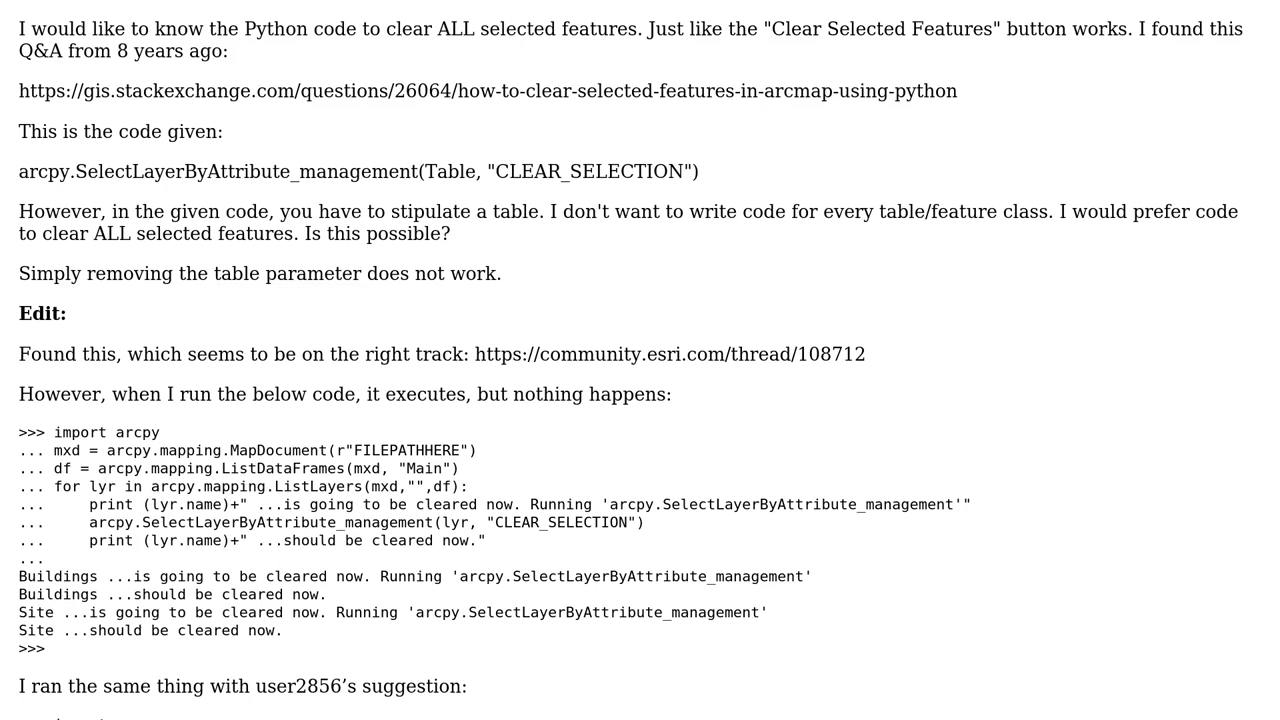 I would like to know the Python code to clear ALL selected features. Just like the "Clear Selected Features" button works. I found this
Q&A from 8 years ago:
https://gis.stackexchange.com/questions/26064/how-to-clear-selected-features-in-arcmap-using-python
This is the code given:
arcpy.SelectLayerByAttribute_management(Table, "CLEAR_SELECTION")
However, in the given code, you have to stipulate a table. I don't want to write code for every table/feature class. I would prefer code
to clear ALL selected features. Is this possible?
Simply removing the table parameter does not work.
Edit:
Found this, which seems to be on the right track: https://community.esri.com/thread/108712
However, when I run the below code, it executes, but nothing happens:
>>> import arcpy
... mxd = arcpy.mapping.MapDocument(r"FILEPATHHERE")
... df = arcpy.mapping.ListDataFrames(mxd, "Main")
... for lyr in arcpy.mapping.ListLayers(mxd,"",df):
...     print (lyr.name)+" ...is going to be cleared now. Running 'arcpy.SelectLayerByAttribute_management'"
...     arcpy.SelectLayerByAttribute_management(lyr, "CLEAR_SELECTION")
...     print (lyr.name)+" ...should be cleared now."
...
Buildings ...is going to be cleared now. Running 'arcpy.SelectLayerByAttribute_management'
Buildings ...should be cleared now.
Site ...is going to be cleared now. Running 'arcpy.SelectLayerByAttribute_management'
Site ...should be cleared now.
>>>
I ran the same thing with user2856’s suggestion: